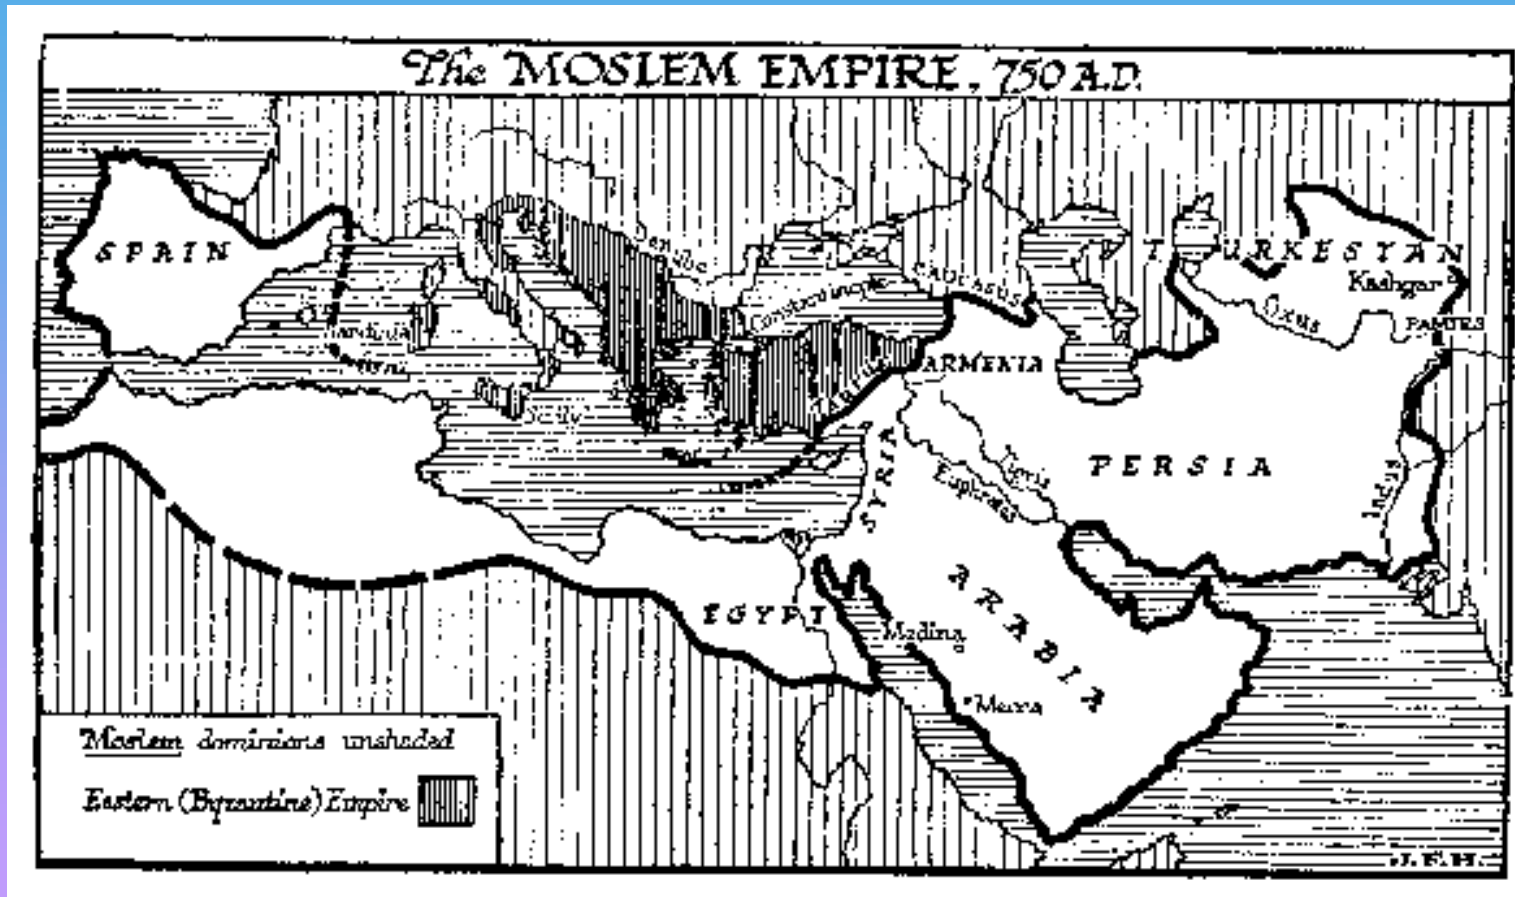 The MOSLEM EMPIRE, 750 A.D.
SPAIN
Danube
TURKESTAN
Kashgar
CAUCASUS
Constantinople
Oxus
PAMIRS
Sardinia
ARMENIA
Sicily
SYRIA
Tigris
Euphrates
PERSIA
Indus
ARABIA
EGYPT
Medina
Mecca
Moslem dominions unshaded
Eastern (Byzantine) Empire
J.F.H.